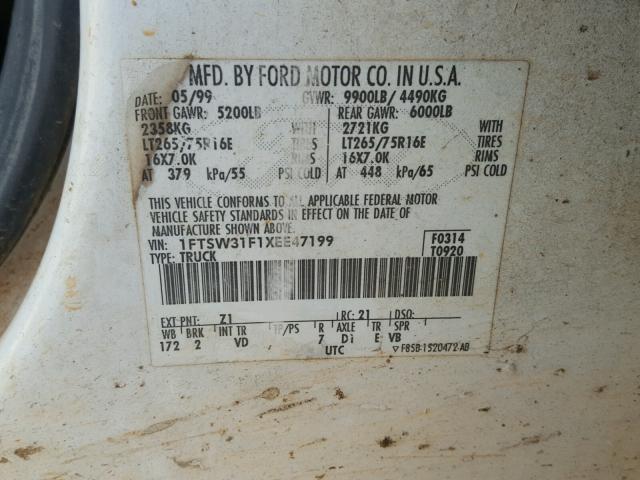 MFD. BY FORD MOTOR CO. IN U.S.A.
DATE: 05/99 GVWR: 9900LB/ 4490KG
FRONT GAWR: 5200LB REAR GAWR: 6000LB
2358KG WITH 2721KG WITH
LT265/75R16E TIRES LT265/75R16E TIRES
16X7.0K RIMS 16X7.0K RIMS
AT 379 kPa/55 PSI COLD AT 448 kPa/65 PSI COLD
THIS VEHICLE CONFORMS TO ALL APPLICABLE FEDERAL MOTOR
VEHICLE SAFETY STANDARDS IN EFFECT ON THE DATE OF
MANUFACTURE SHOWN ABOVE.
VIN: 1FTSW31F1XEE47199 F0314
TYPE: TRUCK T0920
EXT PNT: Z1 RC: 21 DSO:
WB BRK INT TR TP/PS R AXLE TR SPR
172 2 VD 7 D1 E VB
UTC ▽F85B-1520472-AB